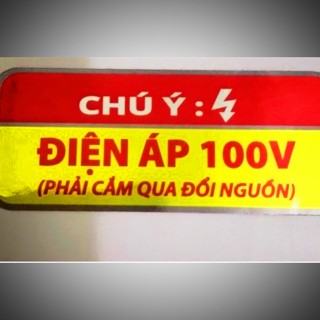 CHÚ Ý :
ĐIỆN ÁP 100V
(PHẢI CẮM QUA ĐỔI NGUỒN)